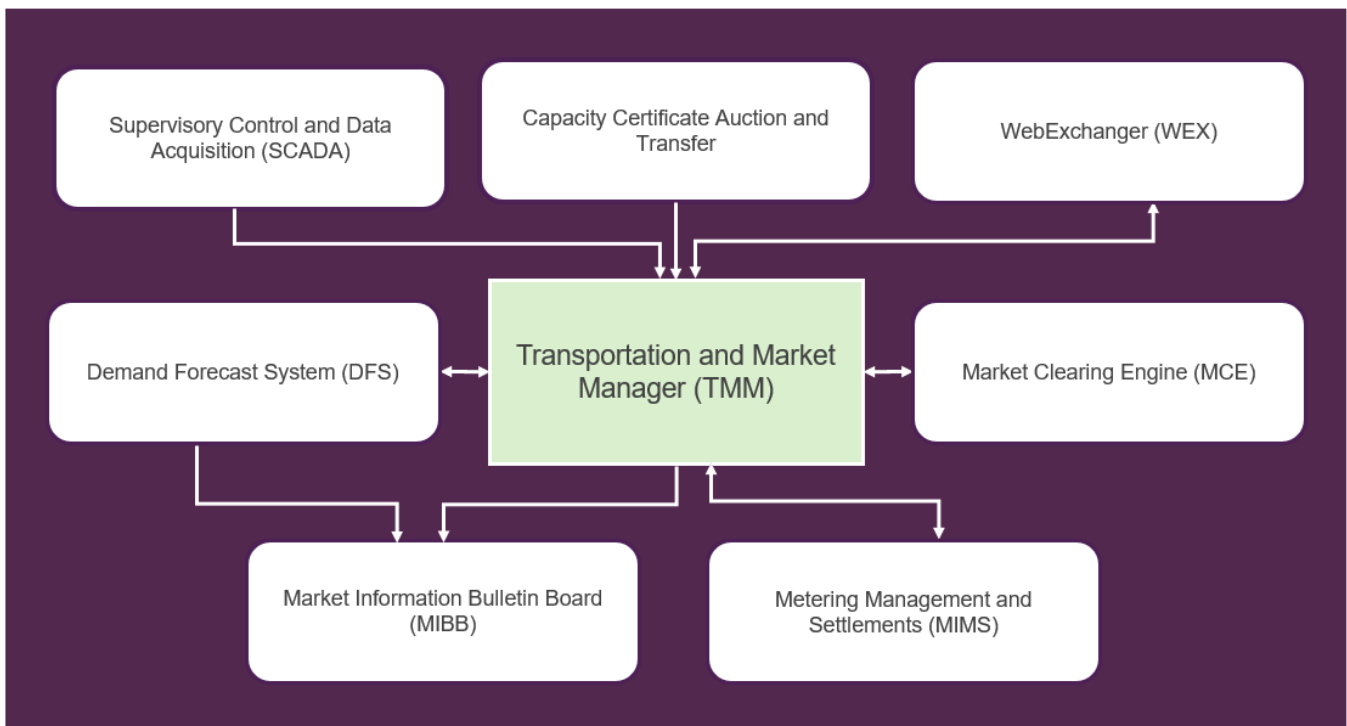 Supervisory Control and Data
Acquisition (SCADA)
Capacity Certificate Auction and
Transfer
WebExchanger (WEX)
Demand Forecast System (DFS)
Transportation and Market
Manager (TMM)
Market Clearing Engine (MCE)
Market Information Bulletin Board
(MIBB)
Metering Management and
Settlements (MIMS)